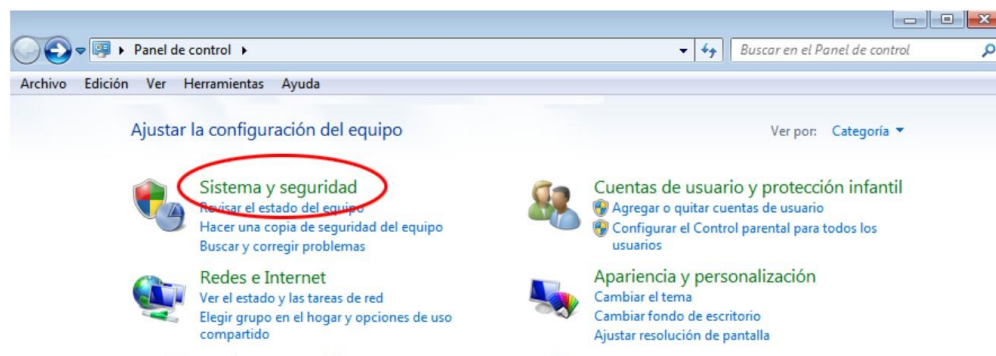 Panel de control
Buscar en el Panel de control
Archivo Edición Ver Herramientas Ayuda
Ajustar la configuración del equipo
Ver por: Categoría
Sistema y seguridad
Revisar el estado del equipo
Hacer una copia de seguridad del equipo
Buscar y corregir problemas
Cuentas de usuario y protección infantil
Agregar o quitar cuentas de usuario
Configurar el Control parental para todos los
usuarios
Redes e Internet
Ver el estado y las tareas de red
Elegir grupo en el hogar y opciones de uso
compartido
Apariencia y personalización
Cambiar el tema
Cambiar fondo de escritorio
Ajustar resolución de pantalla